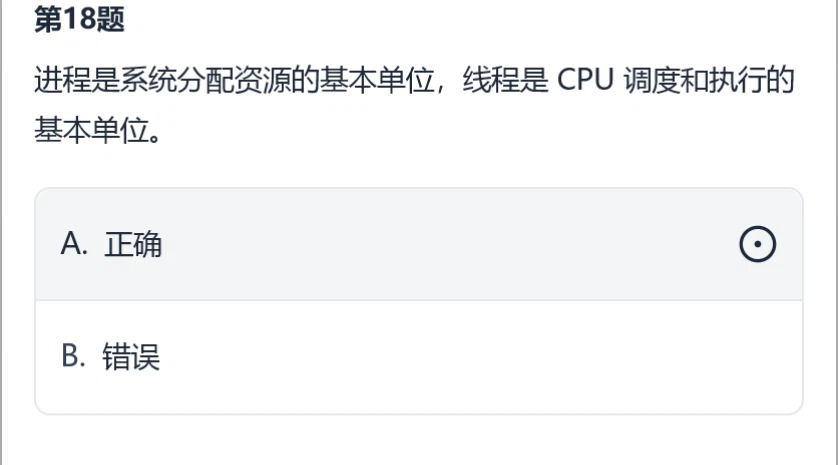 第18题
进程是系统分配资源的基本单位，线程是 CPU 调度和执行的
基本单位。
A. 正确
B. 错误